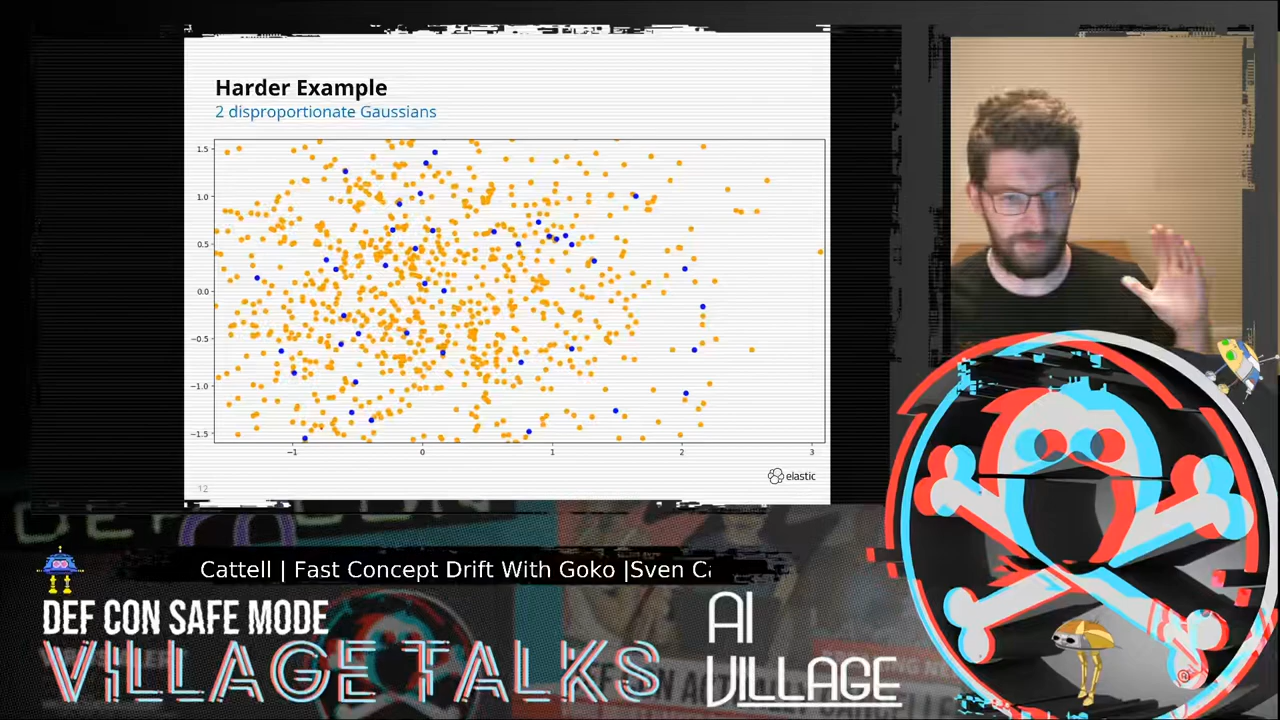 Harder Example
2 disproportionate Gaussians
1.5
1.0
0.5
0.0
−0.5
−1.0
−1.5
−1
0
1
2
3
elastic
12
Cattell | Fast Concept Drift With Goko |Sven Ca
DEF CON SAFE MODE
VILLAGE TALKS
AI
VILLAGE
®